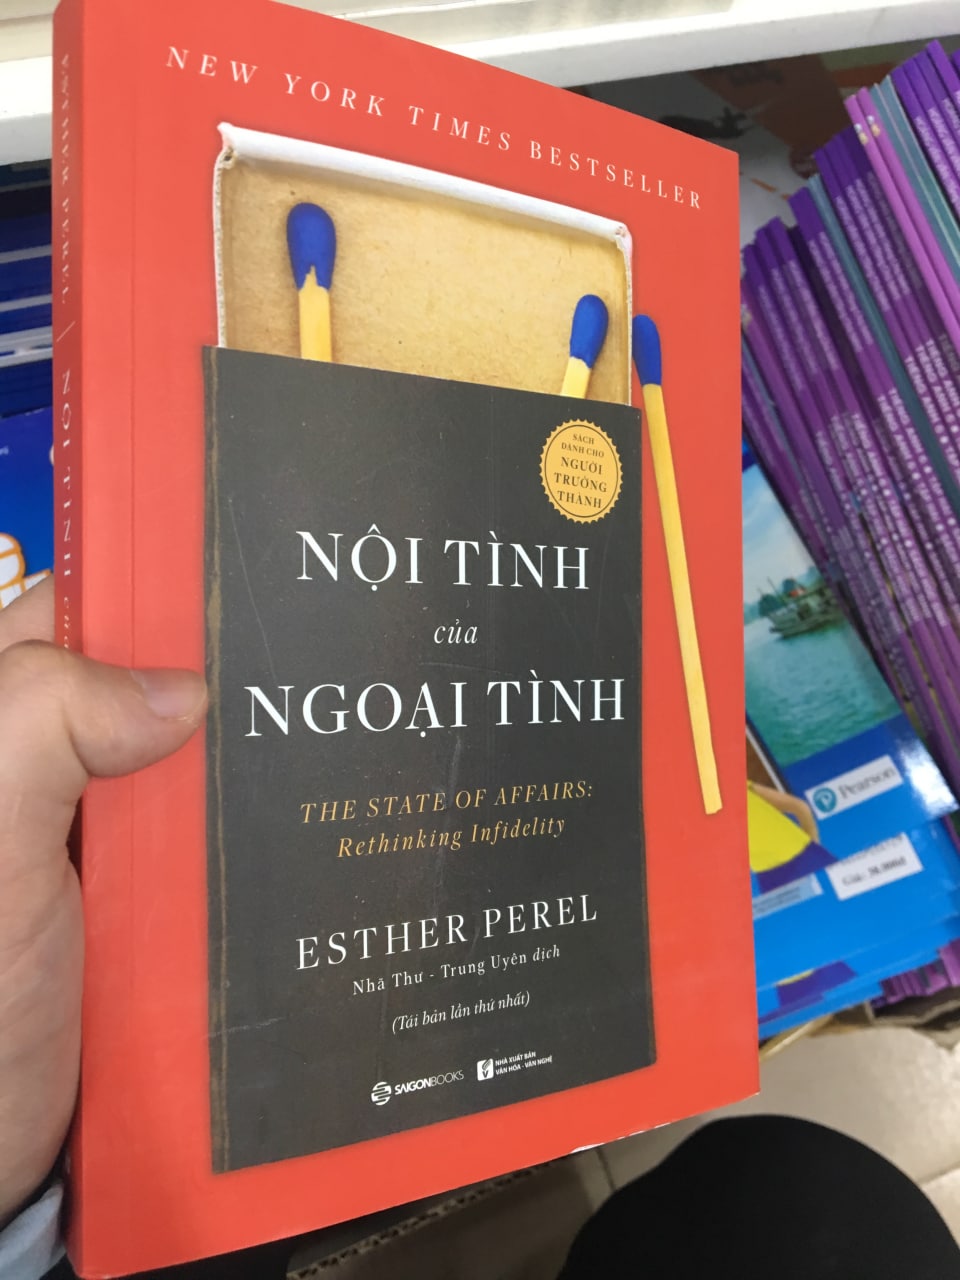 NEW YORK TIMES BESTSELLER
SÁCH
DÀNH CHO
NGƯỜI
TRƯỞNG
THÀNH
NỘI TÌNH
của
NGOẠI TÌNH
THE STATE OF AFFAIRS:
Rethinking Infidelity
ESTHER PEREL
Nhã Thư - Trung Uyên dịch
(Tái bản lần thứ nhất)
SAIGONBOOKS
NHÀ XUẤT BẢN
VĂN HÓA - VĂN NGHỆ
ESTHER PEREL | NỘI TÌNH
Pearson